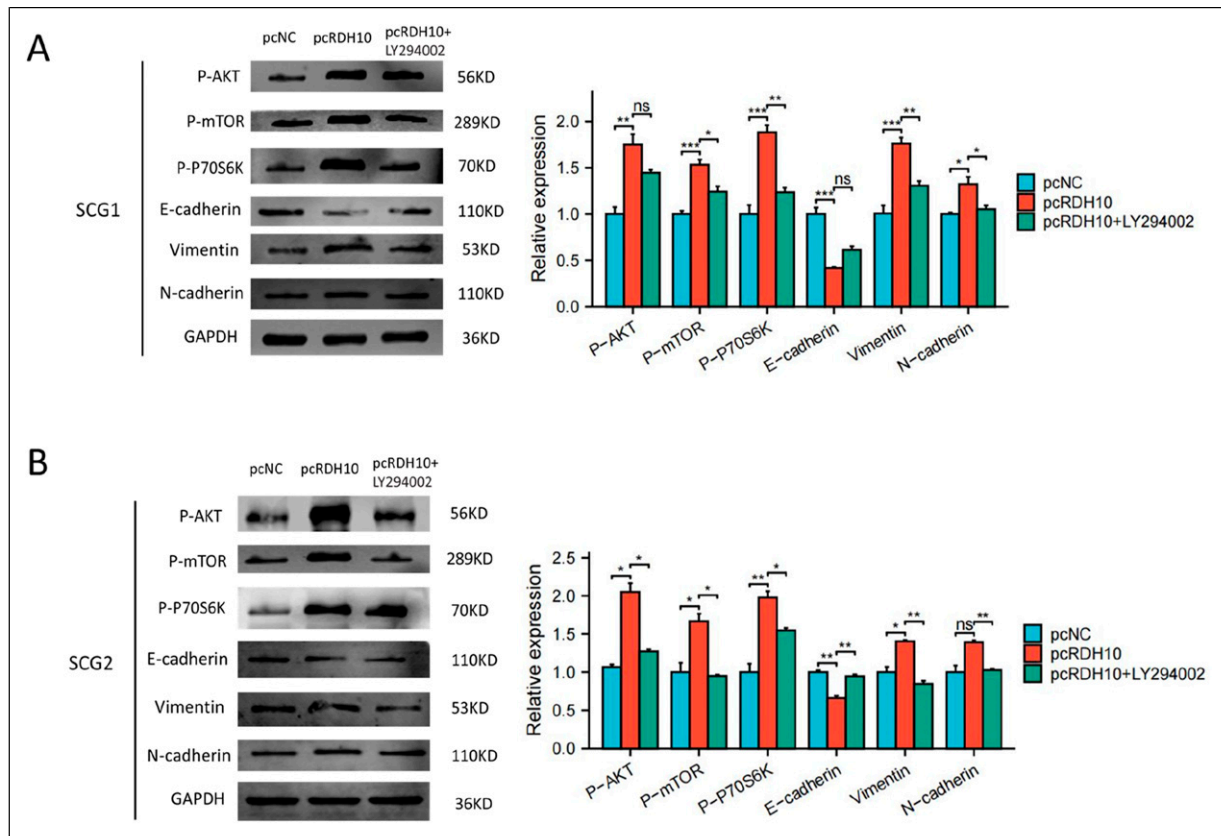 A
pcNC pcRDH10 pcRDH10+
LY294002
SCG1
P-AKT 56KD
P-mTOR 289KD
P-P70S6K 70KD
E-cadherin 110KD
Vimentin 53KD
N-cadherin 110KD
GAPDH 36KD
Relative expression
2.0
1.5
1.0
0.5
0.0
** ns
*** *
*** **
*** ns
*** **
* *
P-AKT P-mTOR P-P70S6K E-cadherin Vimentin N-cadherin
pcNC
pcRDH10
pcRDH10+LY294002
B
pcNC pcRDH10 pcRDH10+
LY294002
SCG2
P-AKT 56KD
P-mTOR 289KD
P-P70S6K 70KD
E-cadherin 110KD
Vimentin 53KD
N-cadherin 110KD
GAPDH 36KD
Relative expression
2.5
2.0
1.5
1.0
0.5
0.0
* *
* *
** *
** **
* **
ns **
P-AKT P-mTOR P-P70S6K E-cadherin Vimentin N-cadherin
pcNC
pcRDH10
pcRDH10+LY294002